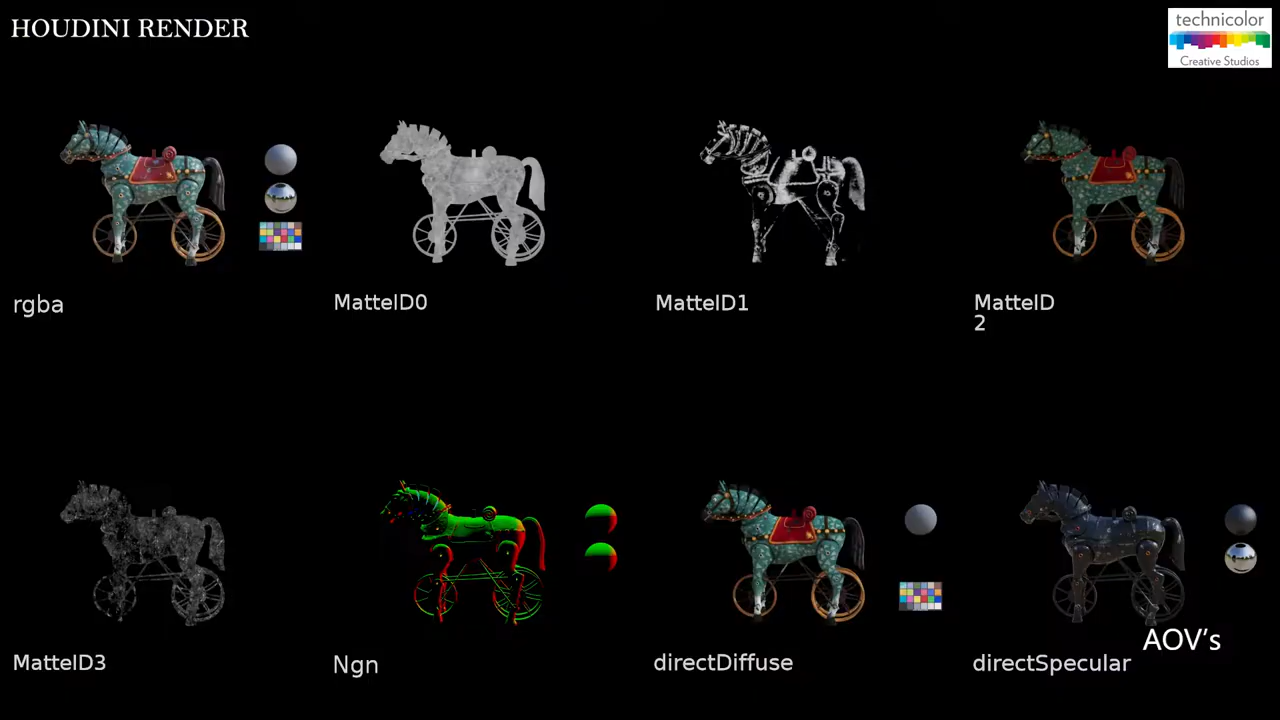 HOUDINI RENDER
technicolor
Creative Studios
rgba
MatteID0
MatteID1
MatteID
2
MatteID3
Ngn
directDiffuse
directSpecular
AOV’s